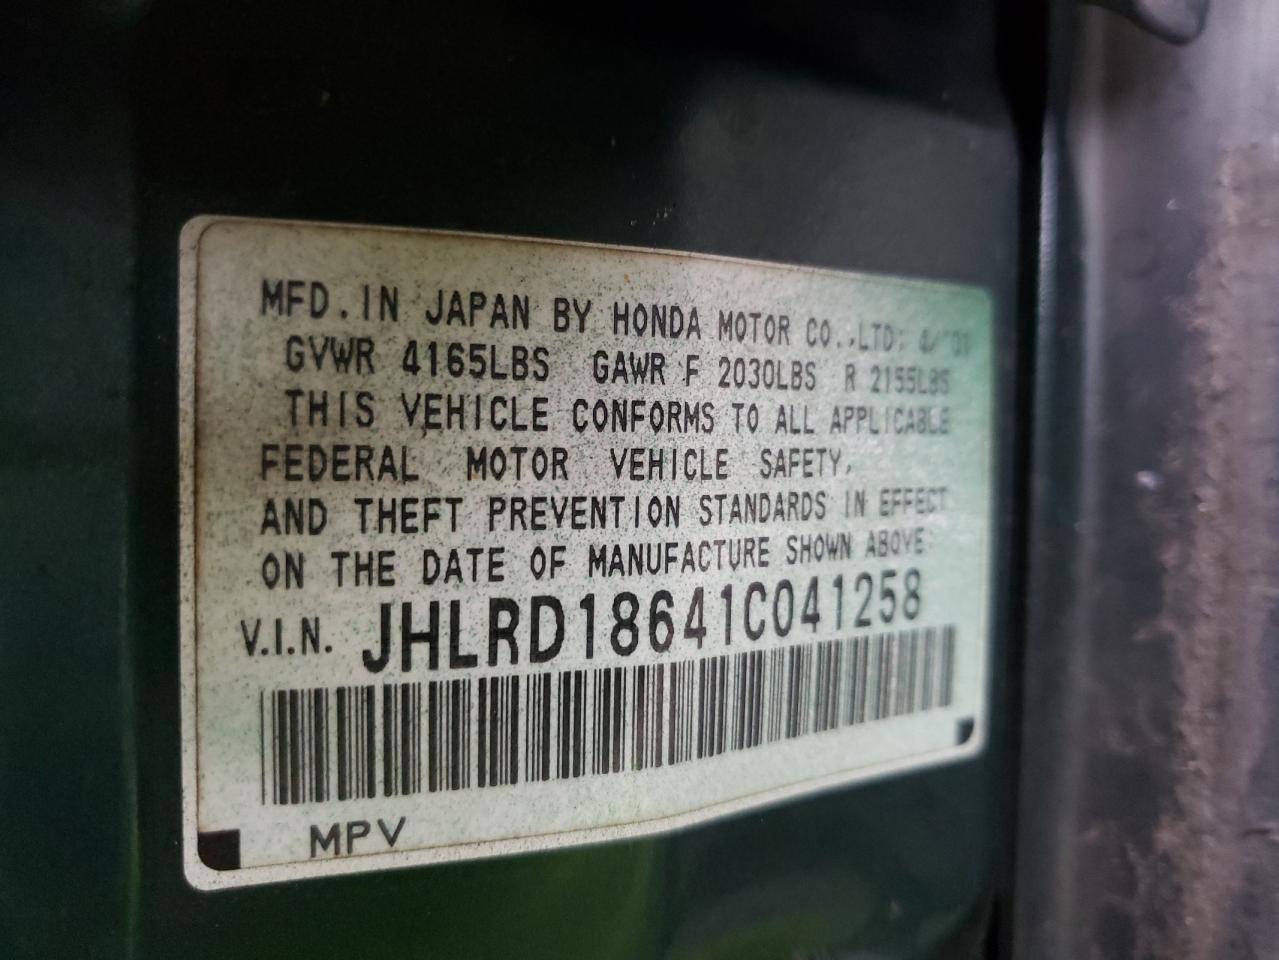 MFD. IN JAPAN BY HONDA MOTOR CO., LTD; 4/'01
GVWR 4165LBS GAWR F 2030LBS R 2155LBS
THIS VEHICLE CONFORMS TO ALL APPLICABLE
FEDERAL MOTOR VEHICLE SAFETY,
AND THEFT PREVENTION STANDARDS IN EFFECT
ON THE DATE OF MANUFACTURE SHOWN ABOVE
V.I.N. JHLRD18641C041258
MPV